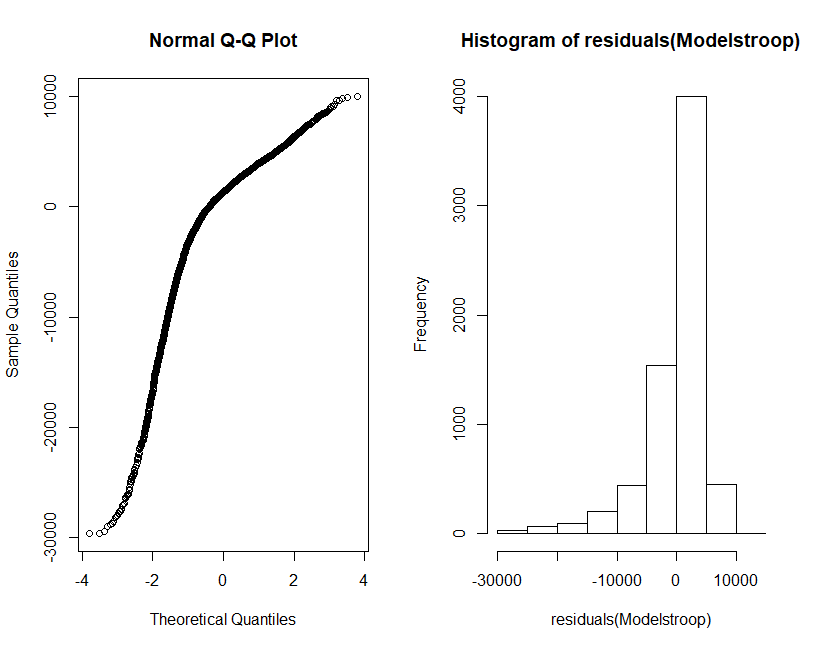 Normal Q-Q Plot
Sample Quantiles
10000
0
-10000
-20000
-30000
-4 -2 0 2 4
Theoretical Quantiles
Histogram of residuals(Modelstroop)
Frequency
4000
3000
2000
1000
0
-30000 -10000 0 10000
residuals(Modelstroop)